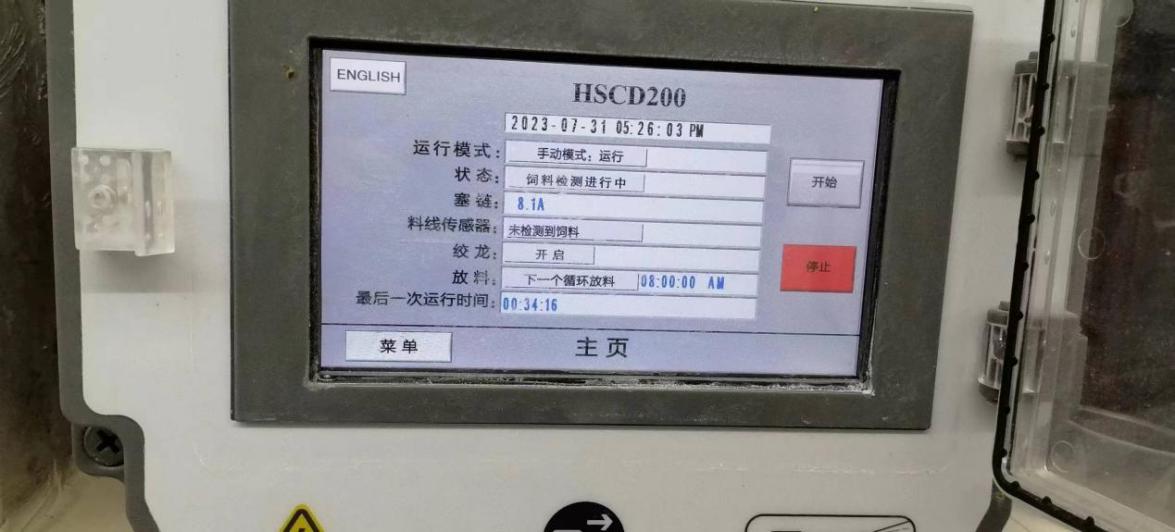 ENGLISH
HSCD200
2023-07-31 05:26:03 PM
运行模式: 手动模式: 运行
状态: 饲料检测进行中
开始
塞链: 8.1A
料线传感器: 未检测到饲料
绞龙: 开启
停止
放料: 下一个循环放料 08:00:00 AM
最后一次运行时间: 00:34:16
菜单
主页